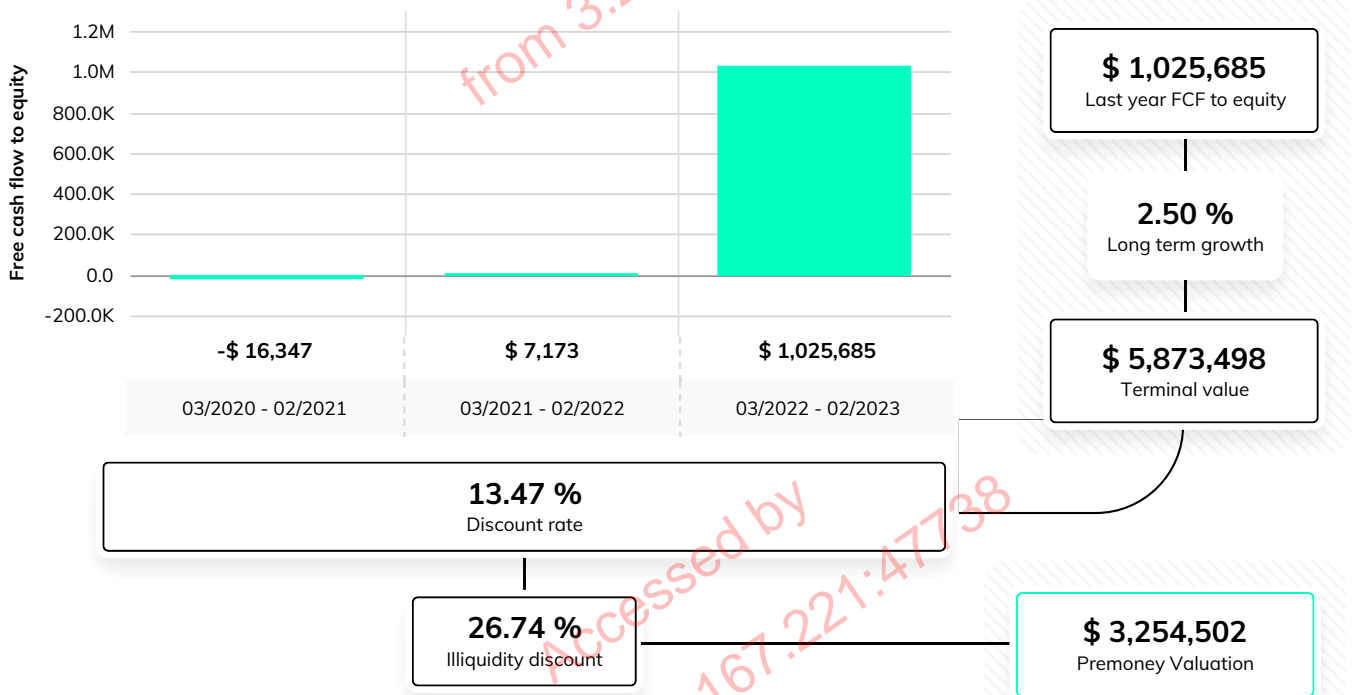 Free cash flow to equity
1.2M
1.0M
800.0K
600.0K
400.0K
200.0K
0.0
-200.0K
-$ 16,347
$ 7,173
$ 1,025,685
03/2020 - 02/2021
03/2021 - 02/2022
03/2022 - 02/2023
$ 1,025,685
Last year FCF to equity
2.50 %
Long term growth
$ 5,873,498
Terminal value
13.47 %
Discount rate
26.74 %
Illiquidity discount
$ 3,254,502
Premoney Valuation
Accessed by
from 3.
167.221:47738